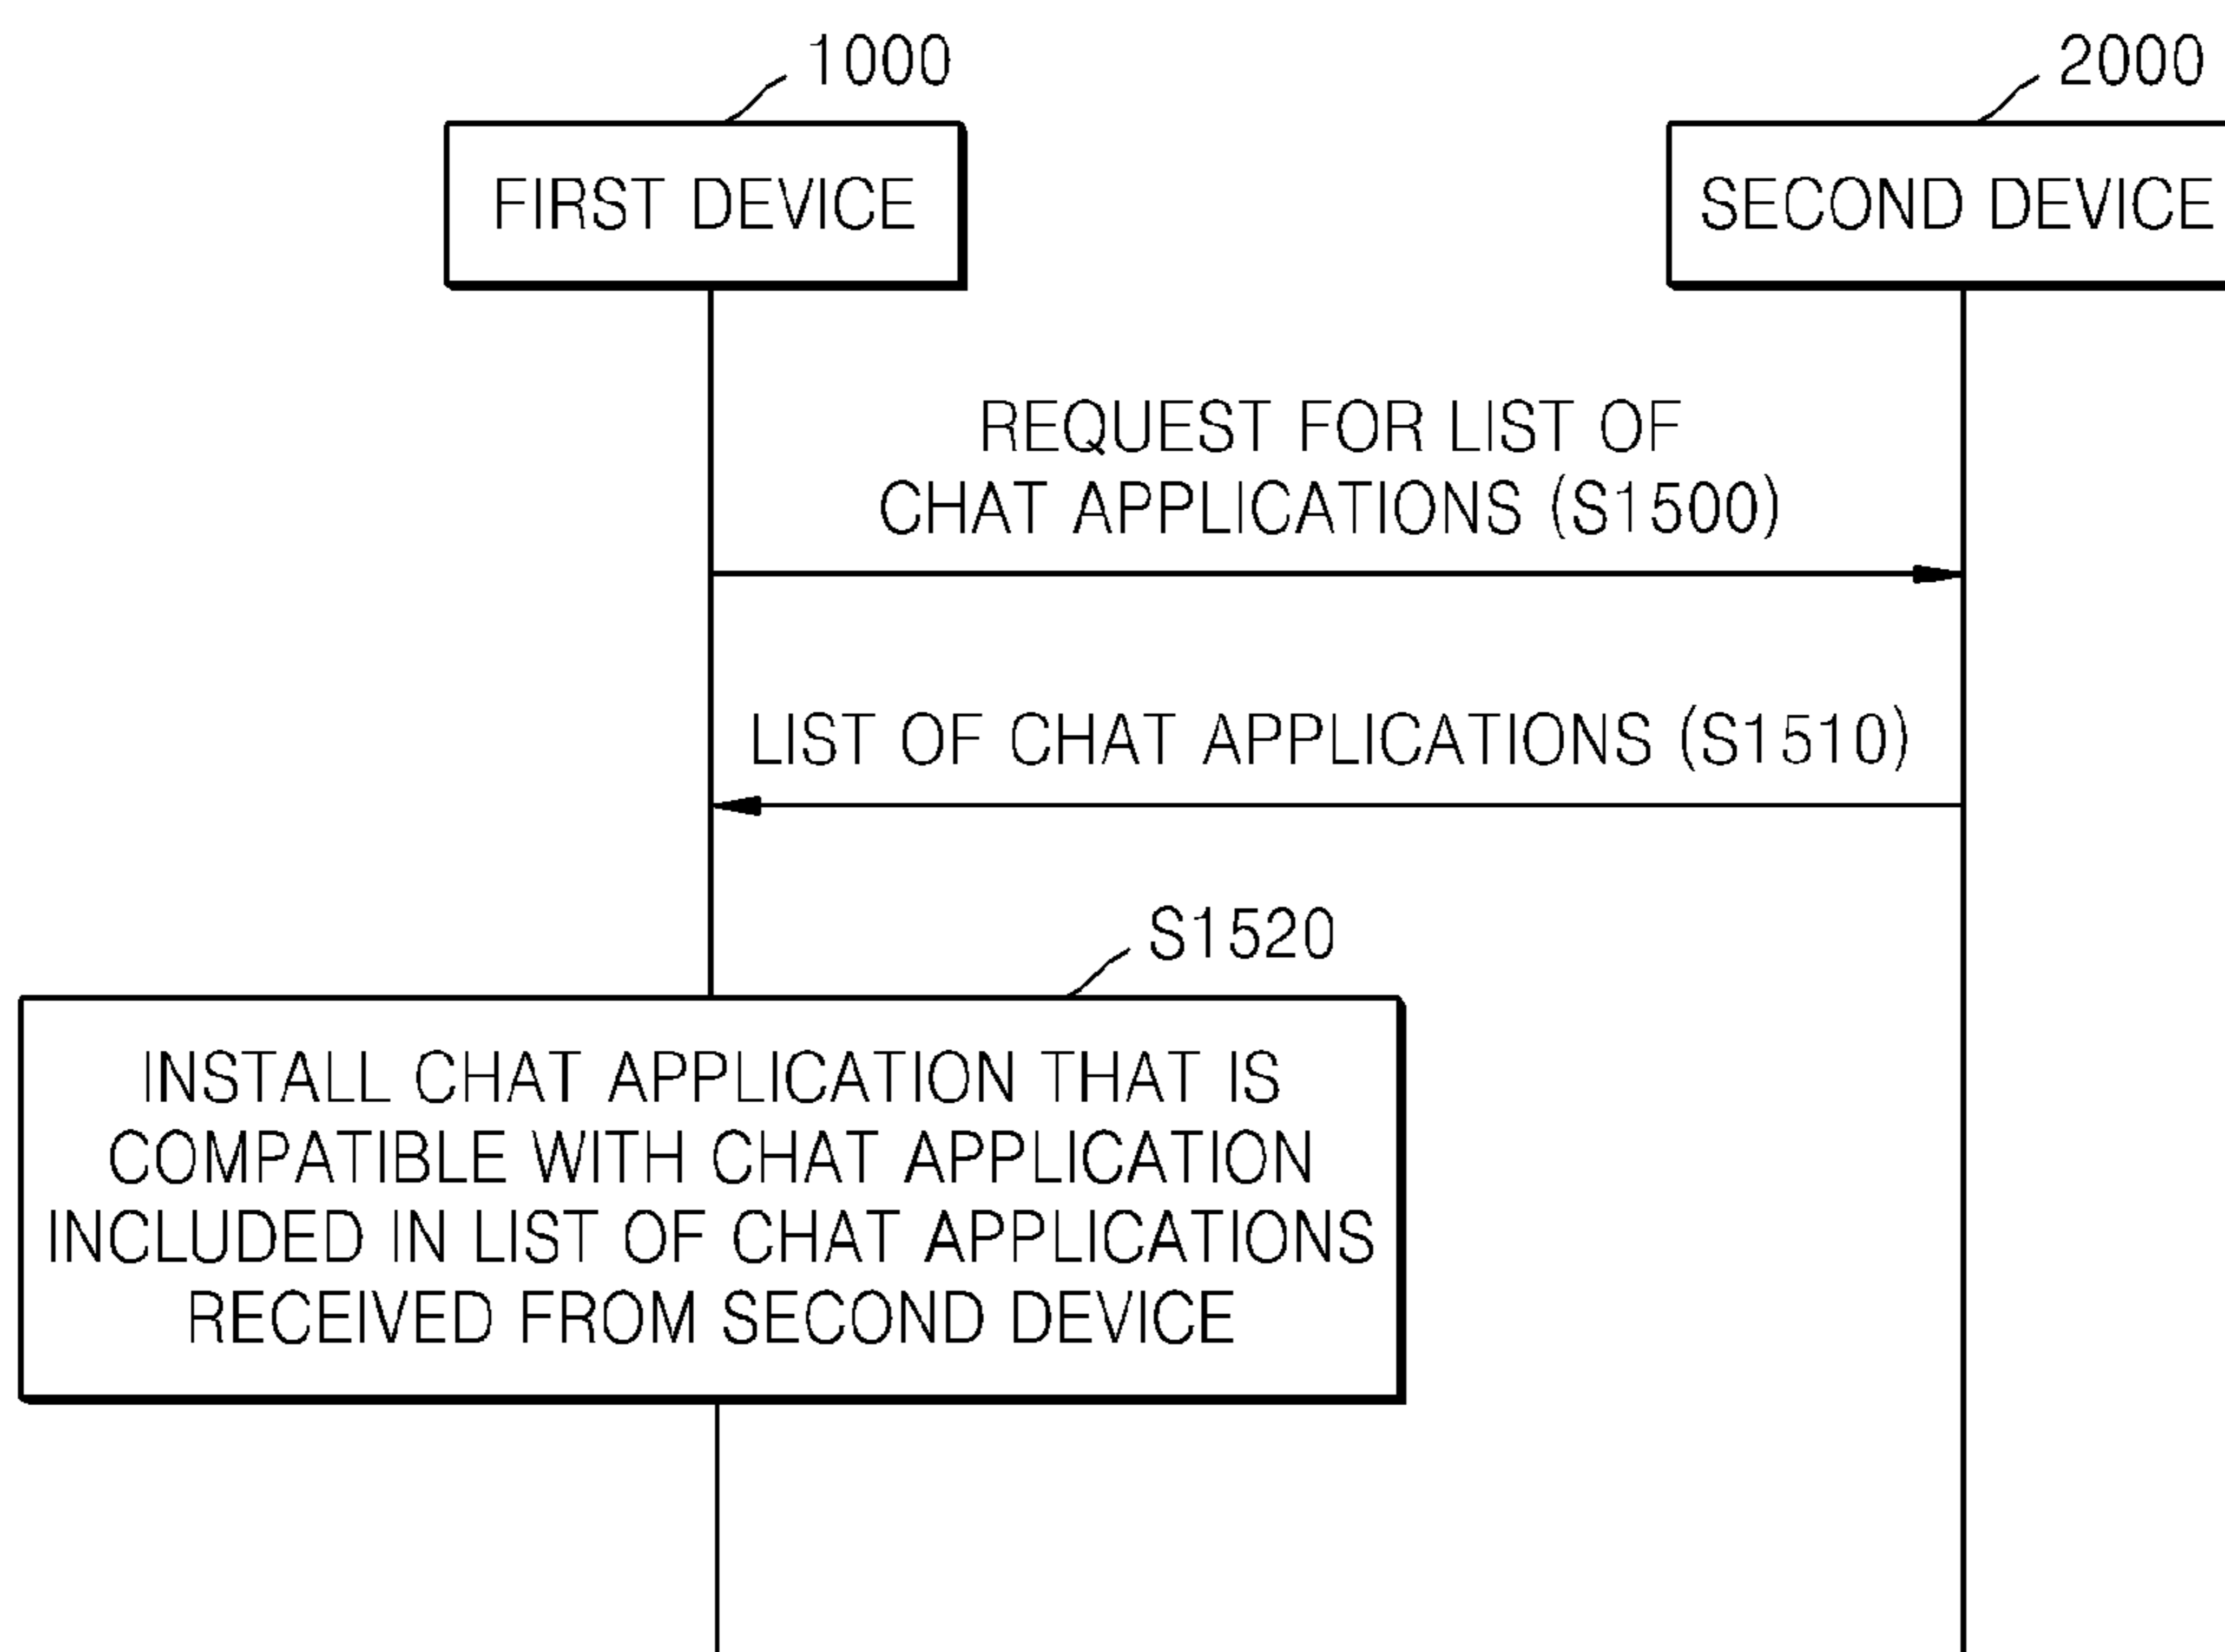 1000
2000
FIRST DEVICE
SECOND DEVICE
REQUEST FOR LIST OF
CHAT APPLICATIONS (S1500)
LIST OF CHAT APPLICATIONS (S1510)
S1520
INSTALL CHAT APPLICATION THAT IS
COMPATIBLE WITH CHAT APPLICATION
INCLUDED IN LIST OF CHAT APPLICATIONS
RECEIVED FROM SECOND DEVICE